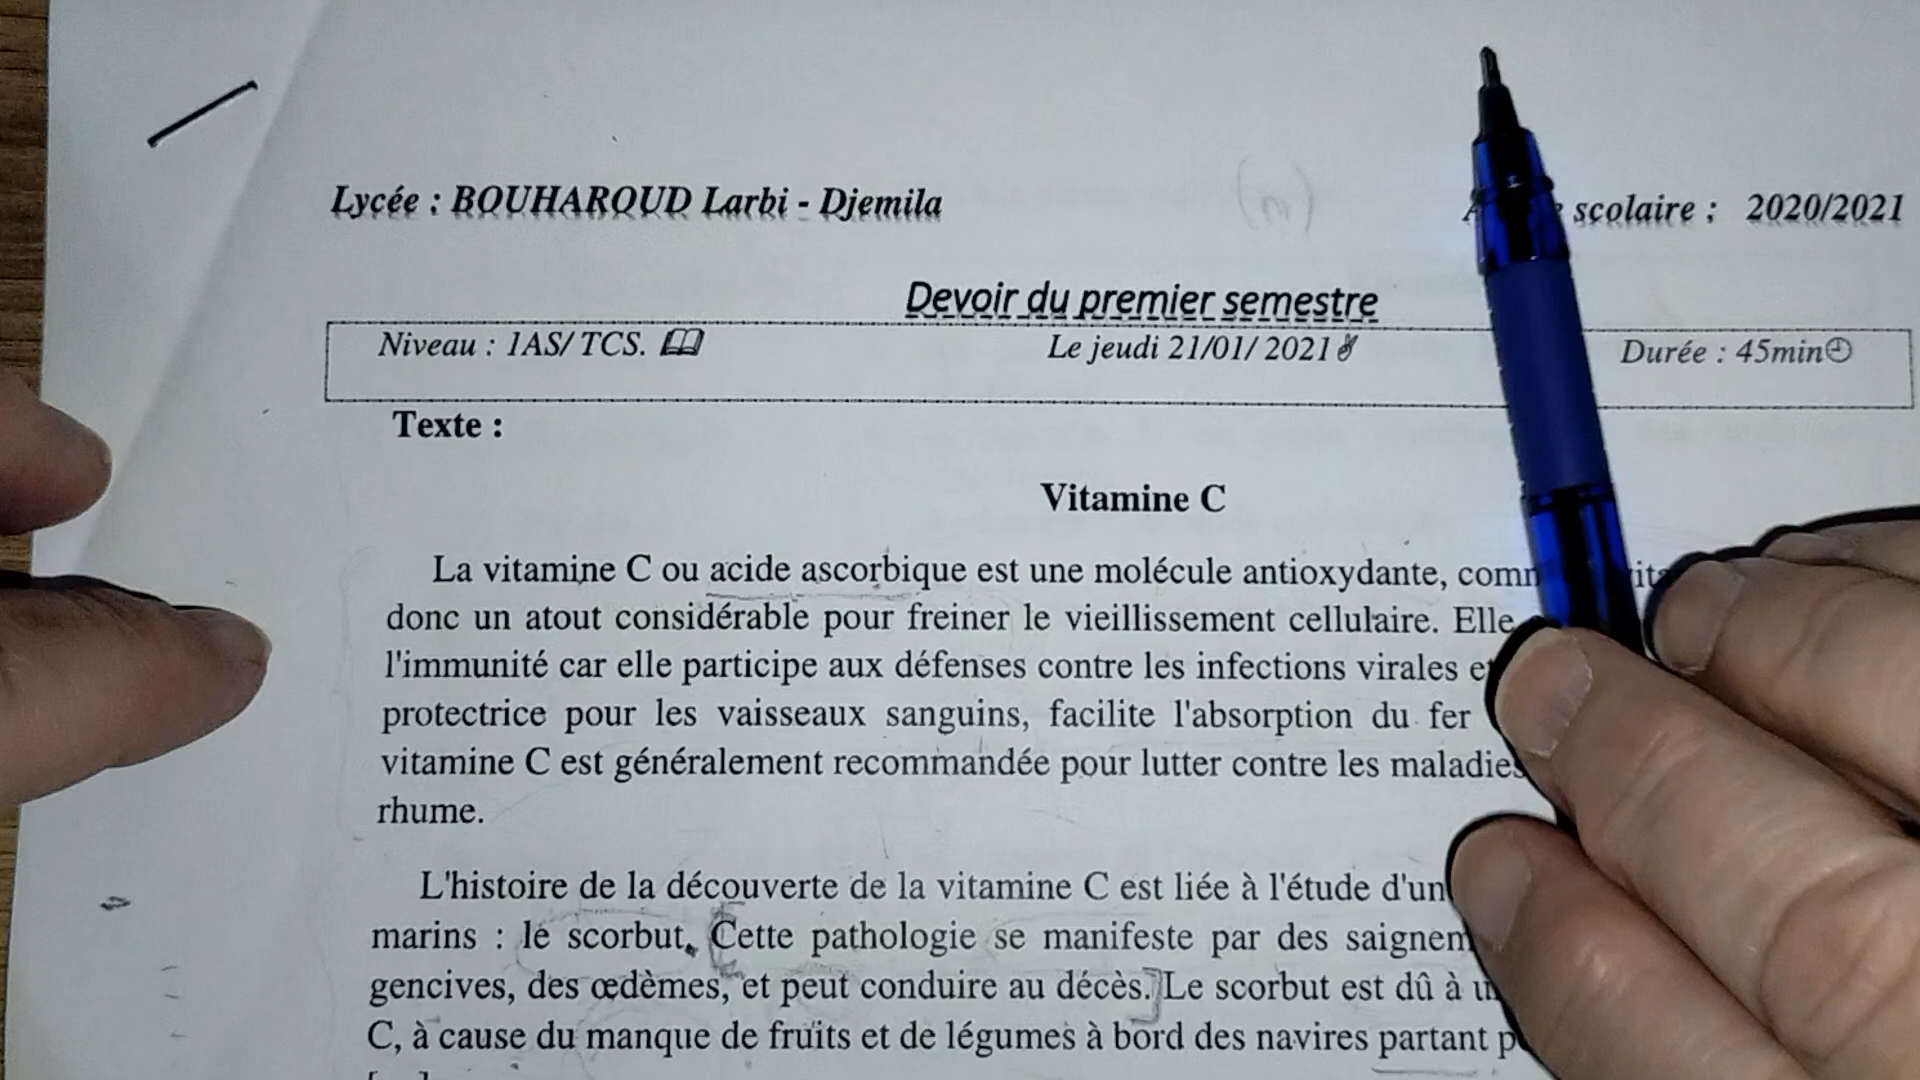 Lycée : BOUHAROUD Larbi - Djemila scolaire : 2020/2021
Devoir du premier semestre
Niveau : 1AS/ TCS. Le jeudi 21/01/ 2021 Durée : 45min
Texte :
Vitamine C
La vitamine C ou acide ascorbique est une molécule antioxydante,
donc un atout considérable pour freiner le vieillissement cellulaire. Elle
l'immunité car elle participe aux défenses contre les infections virales
protectrice pour les vaisseaux sanguins, facilite l'absorption du fer
vitamine C est généralement recommandée pour lutter contre les maladies
rhume.
L'histoire de la découverte de la vitamine C est liée à l'étude
marins : le scorbut. Cette pathologie se manifeste par des
gencives, des œdèmes, et peut conduire au décès. Le scorbut est dû à
C, à cause du manque de fruits et de légumes à bord des navires partant